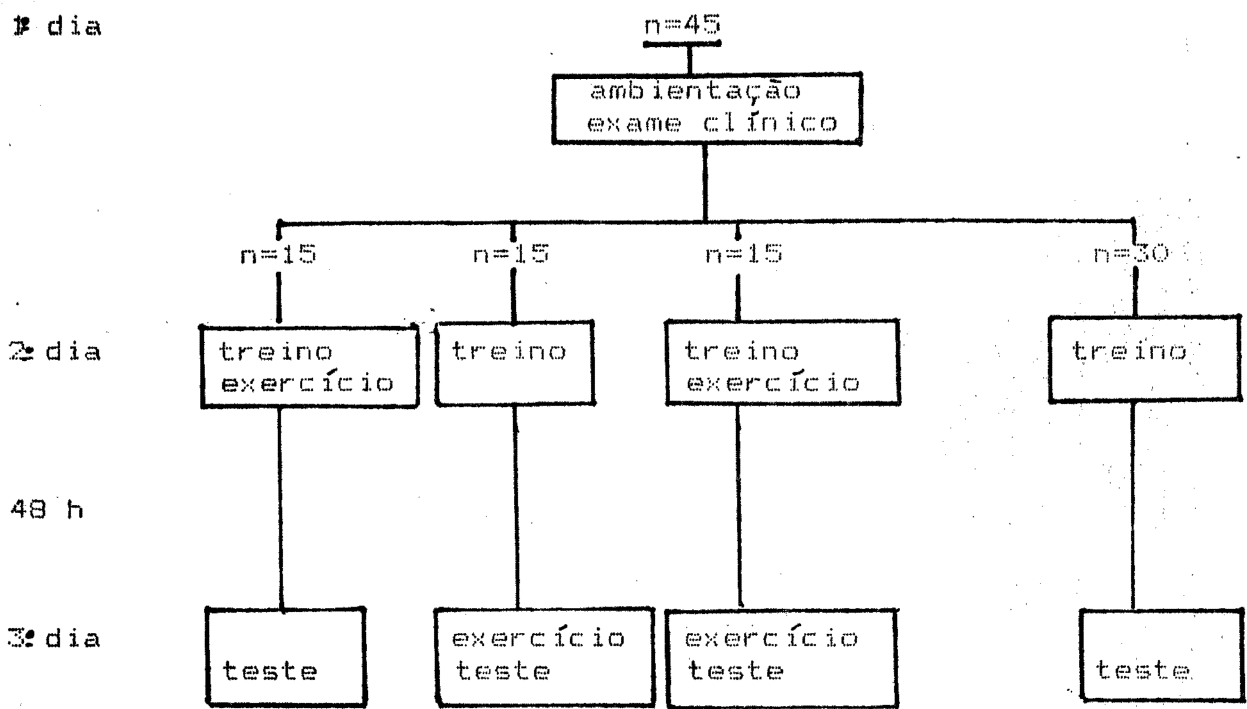 1º dia
n=45
ambientação
exame clínico
n=15 n=15 n=15 n=30
2º dia
treino
exercício
treino
treino
exercício
treino
48 h
3º dia
teste
exercício
teste
exercício
teste
teste